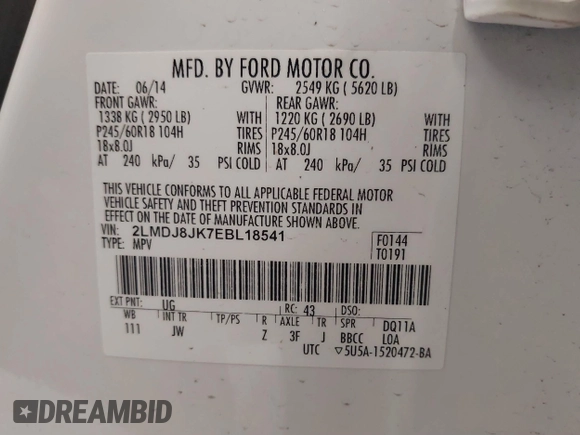 MFD. BY FORD MOTOR CO.
DATE: 06/14 GVWR: 2549 KG ( 5620 LB)
FRONT GAWR: REAR GAWR:
1338 KG ( 2950 LB) WITH 1220 KG ( 2690 LB) WITH
P245/60R18 104H TIRES P245/60R18 104H TIRES
18x8.0J RIMS 18x8.0J RIMS
AT 240 kPa/ 35 PSI COLD AT 240 kPa/ 35 PSI COLD
THIS VEHICLE CONFORMS TO ALL APPLICABLE FEDERAL MOTOR
VEHICLE SAFETY AND THEFT PREVENTION STANDARDS IN
EFFECT ON THE DATE OF MANUFACTURE SHOWN ABOVE.
VIN: 2LMDJ8JK7EBL18541 F0144
TYPE: MPV T0191
EXT PNT: UG RC: 43 DSO:
WB INT TR TP/PS R AXLE TR SPR DQ11A
111 JW Z 3F J BBCC LOA
UTC ▽5U5A-1520472-BA
DREAMBID